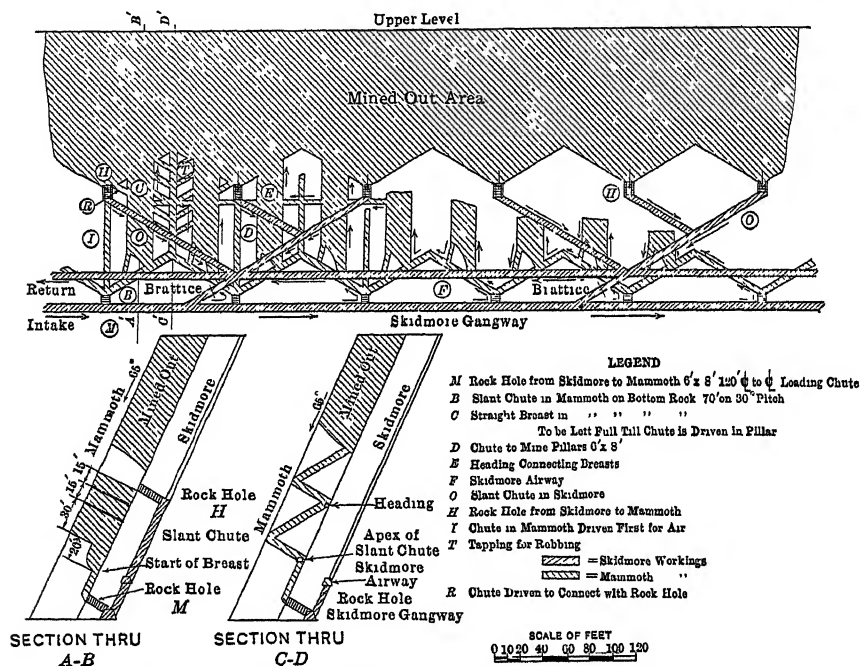 B' D'
Upper Level
Mined Out Area
H
U
T
E
H
R
I
O
D
O
Return
B
Brattice
F
Brattice
Intake
M
A' C'
Skidmore Gangway
65°
Mined Out
Mammoth
Skidmore
15' 15'
30'
20'
Rock Hole
H
Slant Chute
Start of Breast
Rock Hole
M
SECTION THRU
A-B
65°
Mined Out
Skidmore
Mammoth
Heading
Apex of
Slant Chute
Skidmore
Airway
Rock Hole
Skidmore Gangway
SECTION THRU
C-D
LEGEND
M Rock Hole from Skidmore to Mammoth 6'x 8' 120' ℄ to ℄ Loading Chute
B Slant Chute in Mammoth on Bottom Rock 70' on 30° Pitch
C Straight Breast in " " " "
To be Left Full Till Chute is Driven in Pillar
D Chute to Mine Pillars 6'x 8'
E Heading Connecting Breasts
F Skidmore Airway
O Slant Chute in Skidmore
H Rock Hole from Skidmore to Mammoth
I Chute in Mammoth Driven First for Air
T Tapping for Robbing
= Skidmore Workings
= Mammoth "
R Chute Driven to Connect with Rock Hole
SCALE OF FEET
0 10 20 40 60 80 100 120